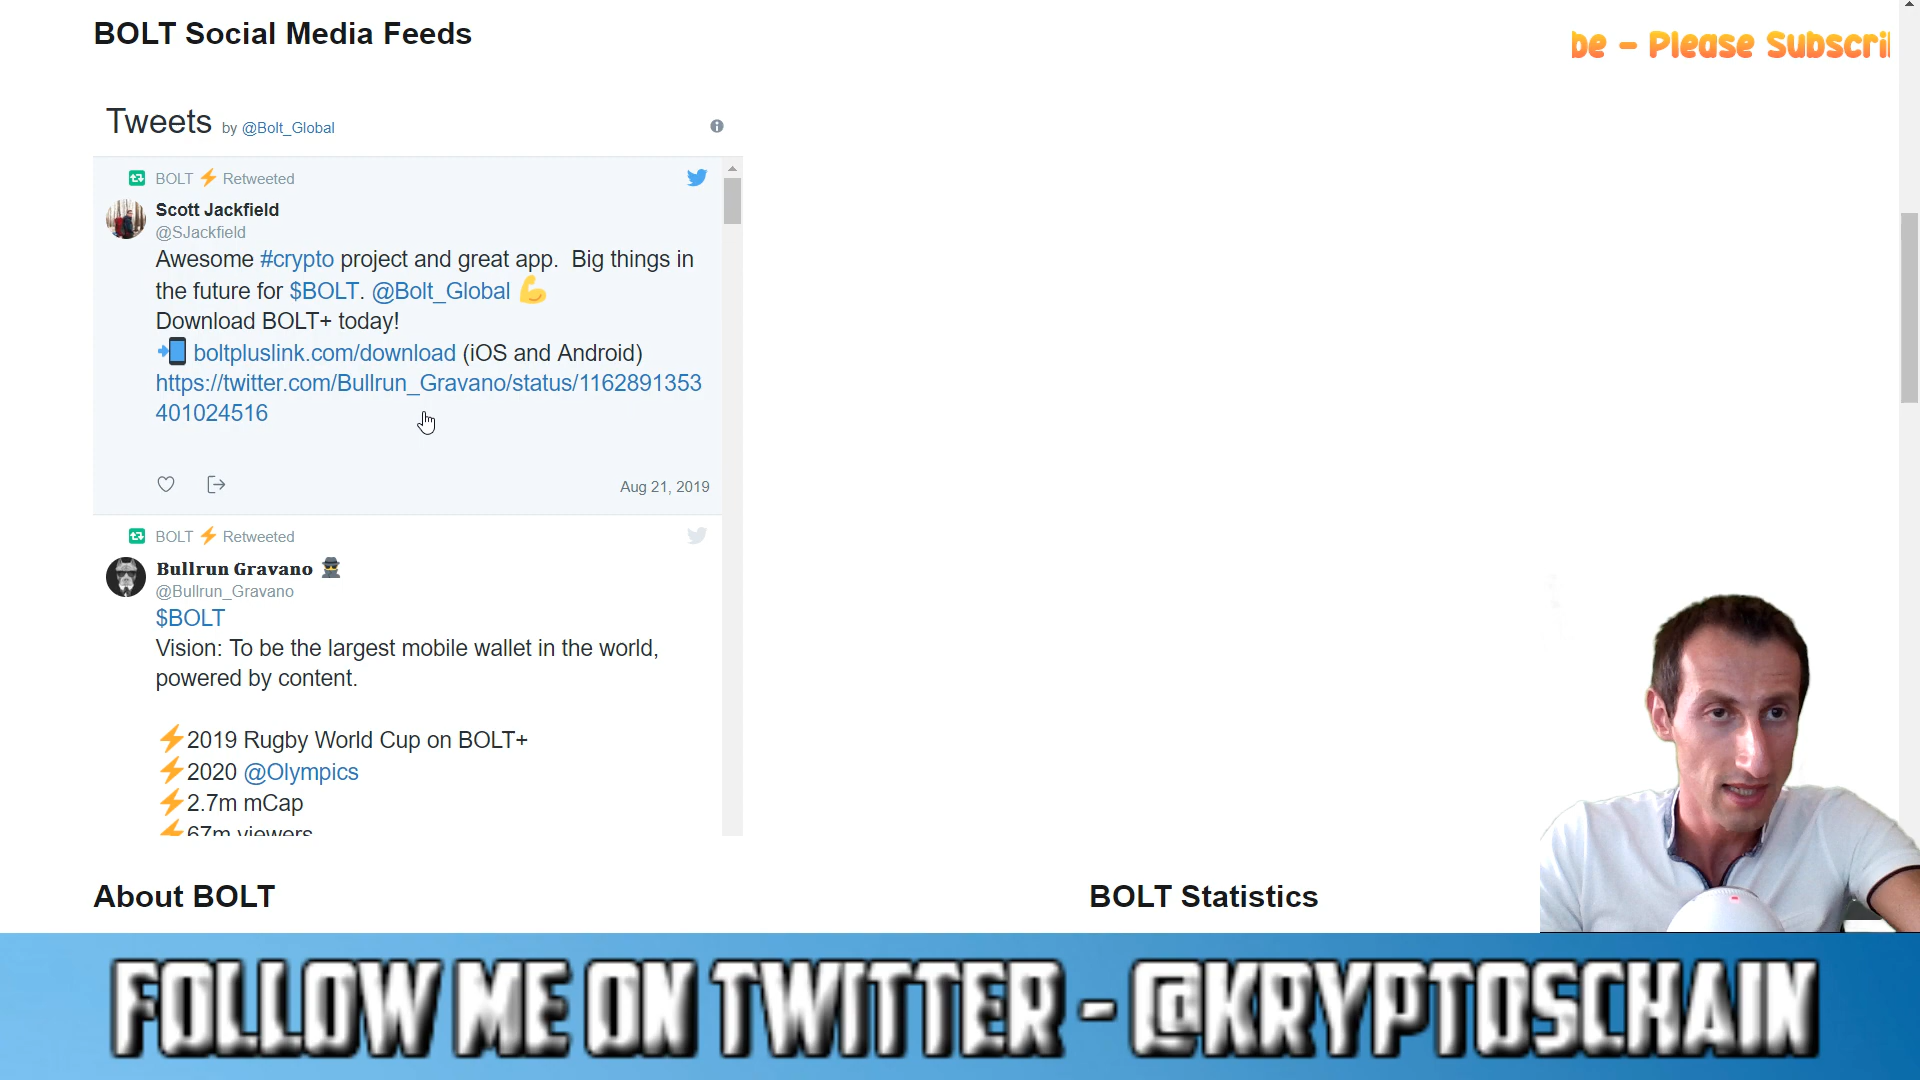 BOLT Social Media Feeds
be - Please Subscri
Tweets by @Bolt_Global
BOLT ⚡ Retweeted
Scott Jackfield
@SJackfield
Awesome #crypto project and great app. Big things in
the future for $BOLT. @Bolt_Global 💪
Download BOLT+ today!
📲 boltpluslink.com/download (iOS and Android)
https://twitter.com/Bullrun_Gravano/status/1162891353
401024516
Aug 21, 2019
BOLT ⚡ Retweeted
Bullrun Gravano
@Bullrun_Gravano
$BOLT
Vision: To be the largest mobile wallet in the world,
powered by content.
⚡2019 Rugby World Cup on BOLT+
⚡2020 @Olympics
⚡2.7m mCap
⚡67m viewers
About BOLT
BOLT Statistics
FOLLOW ME ON TWITTER - @KRYPTOSCHAIN